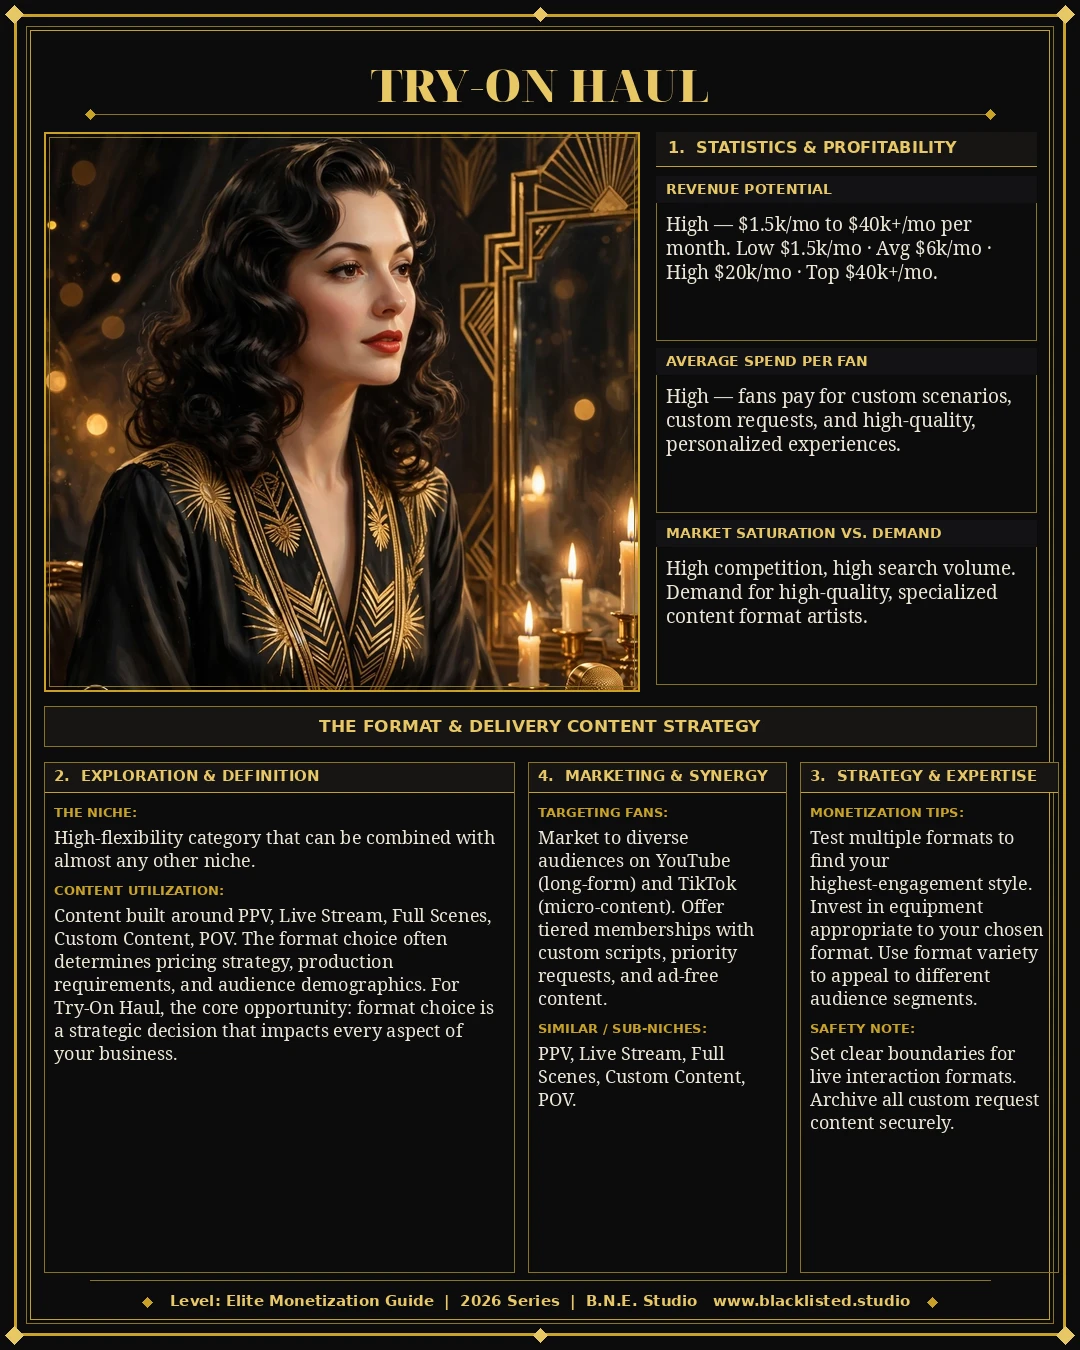 TRY-ON HAUL
1. STATISTICS & PROFITABILITY
REVENUE POTENTIAL
High — $1.5k/mo to $40k+/mo per
month. Low $1.5k/mo · Avg $6k/mo ·
High $20k/mo · Top $40k+/mo.
AVERAGE SPEND PER FAN
High — fans pay for custom scenarios,
custom requests, and high-quality,
personalized experiences.
MARKET SATURATION VS. DEMAND
High competition, high search volume.
Demand for high-quality, specialized
content format artists.
THE FORMAT & DELIVERY CONTENT STRATEGY
2. EXPLORATION & DEFINITION
THE NICHE:
High-flexibility category that can be combined with
almost any other niche.
CONTENT UTILIZATION:
Content built around PPV, Live Stream, Full Scenes,
Custom Content, POV. The format choice often
determines pricing strategy, production
requirements, and audience demographics. For
Try-On Haul, the core opportunity: format choice is
a strategic decision that impacts every aspect of
your business.
4. MARKETING & SYNERGY
TARGETING FANS:
Market to diverse
audiences on YouTube
(long-form) and TikTok
(micro-content). Offer
tiered memberships with
custom scripts, priority
requests, and ad-free
content.
SIMILAR / SUB-NICHES:
PPV, Live Stream, Full
Scenes, Custom Content,
POV.
3. STRATEGY & EXPERTISE
MONETIZATION TIPS:
Test multiple formats to
find your
highest-engagement style.
Invest in equipment
appropriate to your chosen
format. Use format variety
to appeal to different
audience segments.
SAFETY NOTE:
Set clear boundaries for
live interaction formats.
Archive all custom request
content securely.
Level: Elite Monetization Guide | 2026 Series | B.N.E. Studio www.blacklisted.studio